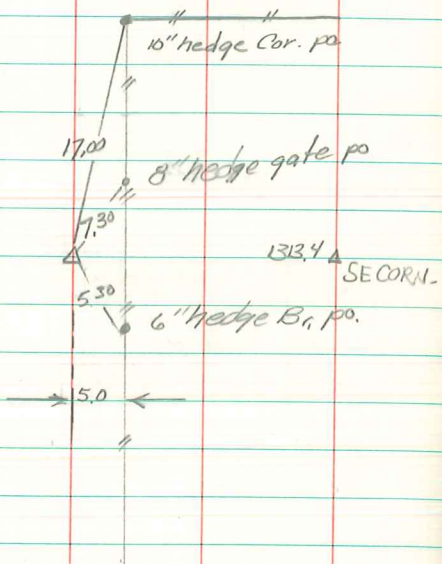 10" hedge Cor. po
17.00
8" hedge gate po
7.30
1313.4 SE CORN.
5.30
6" hedge Br. po.
5.0